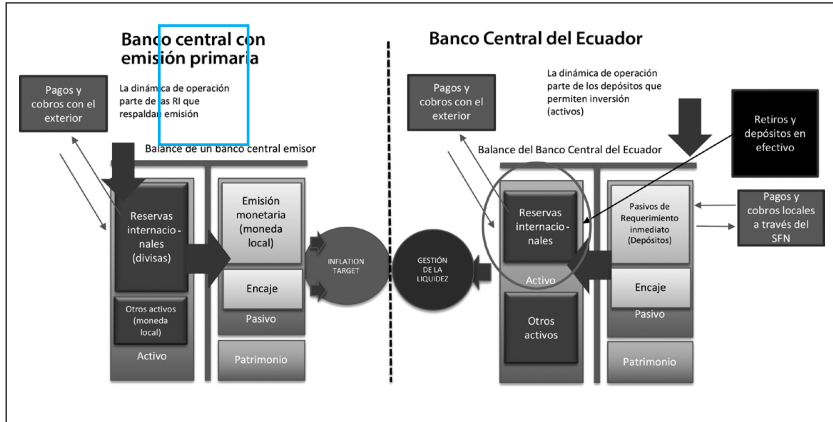 Banco central con
emisión primaria
Pagos y
cobros con el
exterior
La dinámica de operación
parte de las RI que
respaldan emisión
Balance de un banco central emisor
Reservas
internacio-
nales
(divisas)
Otros activos
(moneda
local)
Activo
Emisión
monetaria
(moneda
local)
Encaje
Pasivo
Patrimonio
INFLATION
TARGET
Banco Central del Ecuador
Pagos y
cobros con el
exterior
La dinámica de operación
parte de los depósitos que
permiten inversión
(activos)
Balance del Banco Central del Ecuador
GESTIÓN
DE LA
LIQUIDEZ
Reservas
internacio-
nales
Activo
Otros
activos
Pasivos de
Requerimiento
inmediato
(Depósitos)
Encaje
Pasivo
Patrimonio
Retiros y
depósitos en
efectivo
Pagos y
cobros locales
a través del
SFN